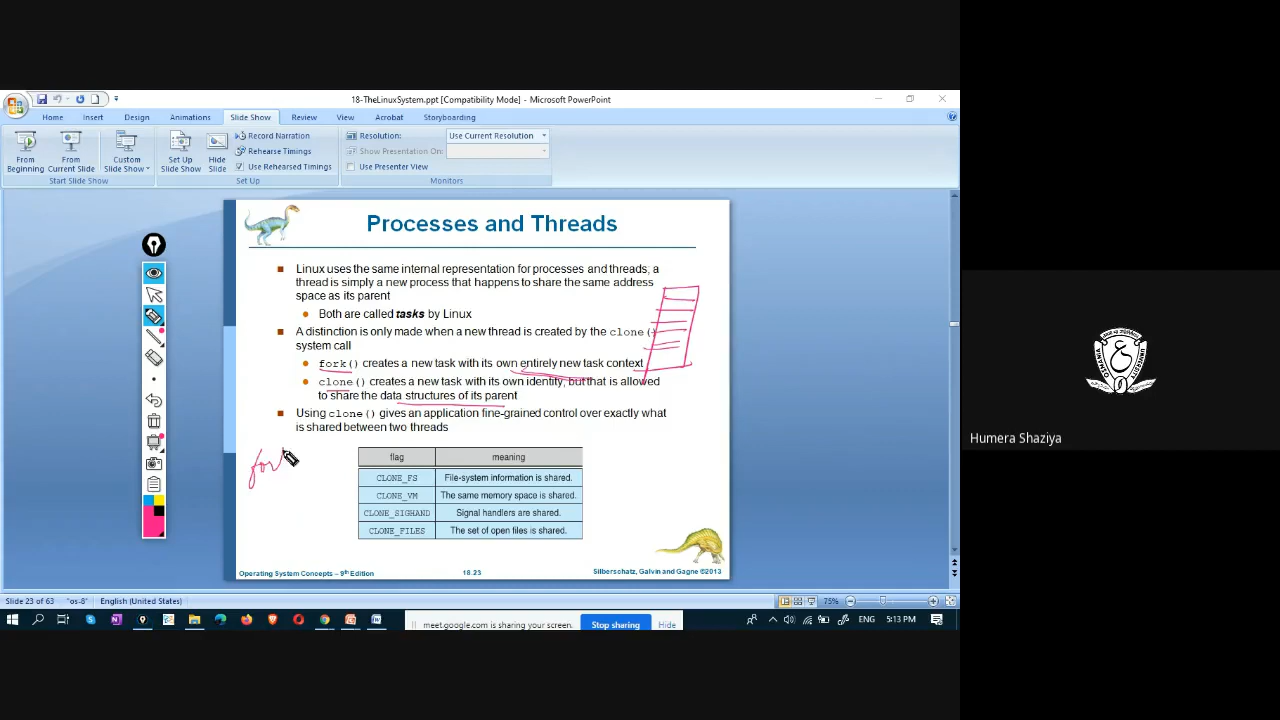 18-TheLinuxSystem.ppt [Compatibility Mode] - Microsoft PowerPoint
Home Insert Design Animations Slide Show Review View Acrobat Storyboarding
From Beginning
From Current Slide
Custom Slide Show
Start Slide Show
Set Up Slide Show
Hide Slide
Record Narration
Rehearse Timings
Use Rehearsed Timings
Set Up
Resolution: Use Current Resolution
Show Presentation On:
Use Presenter View
Monitors
Processes and Threads
Linux uses the same internal representation for processes and threads; a
thread is simply a new process that happens to share the same address
space as its parent
Both are called tasks by Linux
A distinction is only made when a new thread is created by the clone()
system call
fork() creates a new task with its own entirely new task context
clone() creates a new task with its own identity, but that is allowed
to share the data structures of its parent
Using clone() gives an application fine-grained control over exactly what
is shared between two threads
for
flag meaning
CLONE_FS File-system information is shared.
CLONE_VM The same memory space is shared.
CLONE_SIGHAND Signal handlers are shared.
CLONE_FILES The set of open files is shared.
Operating System Concepts – 9th Edition 18.23 Silberschatz, Galvin and Gagne ©2013
Slide 23 of 63 "os-8" English (United States) 75%
meet.google.com is sharing your screen. Stop sharing Hide
ENG 5:13 PM
Humera Shaziya